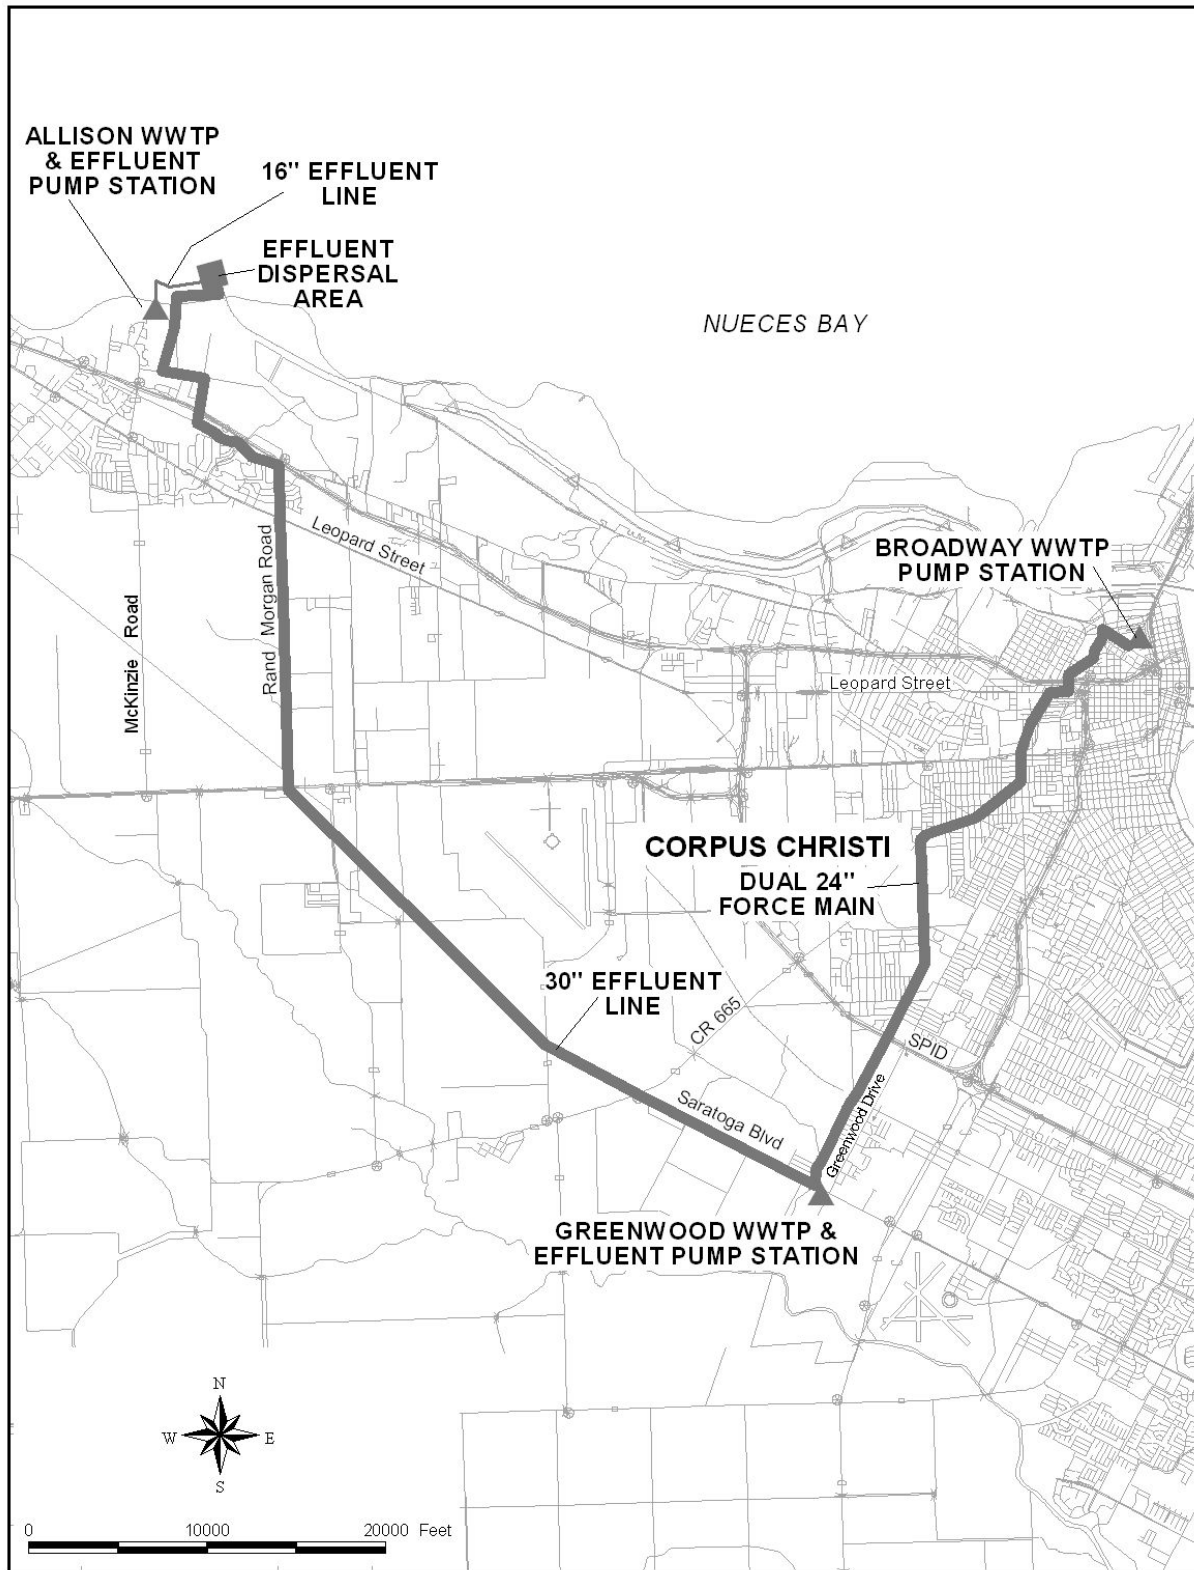 ALLISON WWTP
& EFFLUENT
PUMP STATION
16" EFFLUENT
LINE
EFFLUENT
DISPERSAL
AREA
NUECES BAY
BROADWAY WWTP
PUMP STATION
Leopard Street
Rand Morgan Road
McKinzie Road
Leopard Street
CORPUS CHRISTI
DUAL 24"
FORCE MAIN
30" EFFLUENT
LINE
CR 665
SPID
Saratoga Blvd
Greenwood Drive
GREENWOOD WWTP &
EFFLUENT PUMP STATION
N
W E
S
0 10000 20000 Feet